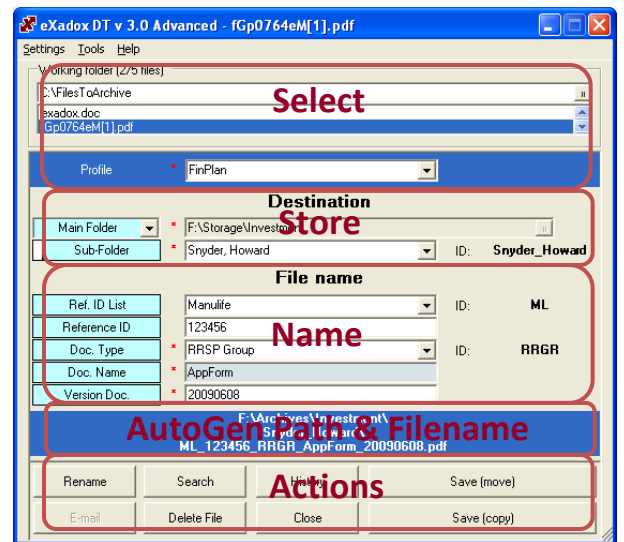 eXadox DT v 3.0 Advanced - fGp0764eM[1].pdf
Settings Tools Help
Working folder (275 files)
C:\FilesToArchive
Select
exadox.doc
fGp0764eM[1].pdf
Profile * FinPlan
Destination
Store
Main Folder * F:\Storage\Investment
Sub-Folder * Snyder, Howard ID: Snyder_Howard
File name
Ref. ID List Manulife ID: ML
Reference ID 123456
Name
Doc. Type * RRSP Group ID: RRGR
Doc. Name * AppForm
Version Doc. * 20090608
F:\Archives\Investment\
AutoGen Path & Filename
Snyder_Howard\
ML_123456_RRGR_AppForm_20090608.pdf
Rename Search History Save (move)
Actions
E-mail Delete File Close Save (copy)